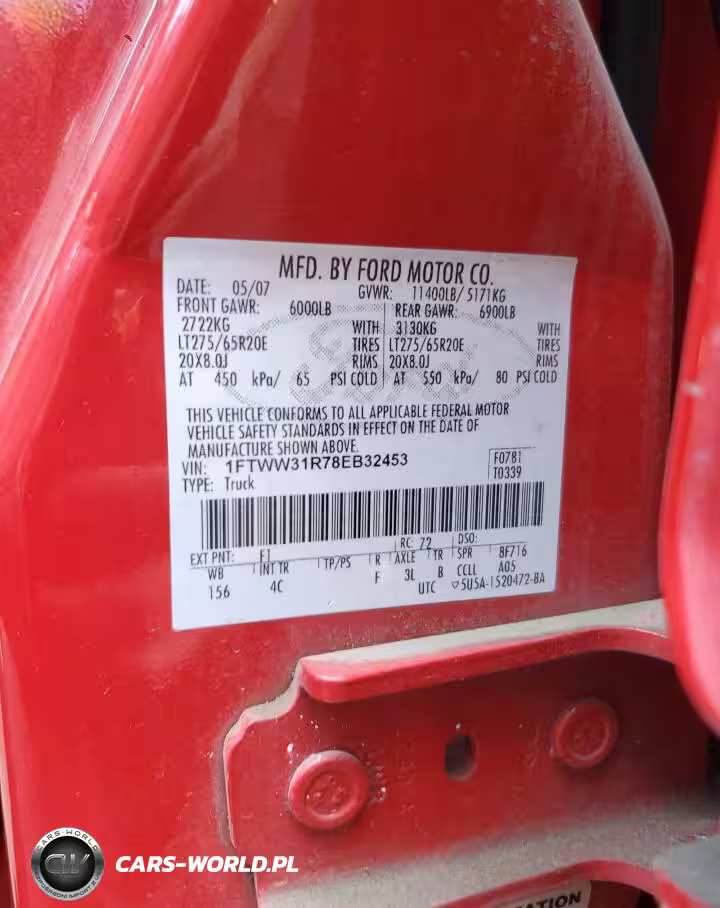 MFD. BY FORD MOTOR CO.
DATE: 05/07 GVWR: 11400LB/ 5171KG
FRONT GAWR: 6000LB REAR GAWR: 6900LB
2722KG WITH 3130KG WITH
LT275/65R20E TIRES LT275/65R20E TIRES
20X8.0J RIMS 20X8.0J RIMS
AT 450 kPa/ 65 PSI COLD AT 550 kPa/ 80 PSI COLD
THIS VEHICLE CONFORMS TO ALL APPLICABLE FEDERAL MOTOR
VEHICLE SAFETY STANDARDS IN EFFECT ON THE DATE OF
MANUFACTURE SHOWN ABOVE.
VIN: 1FTWW31R78EB32453 F0781
TYPE: Truck T0339
RC: 72 DSO:
EXT PNT: F1 8F716
WB INT TR TP/PS R AXLE TR SPR
156 4C F 3L B CCLL A05
UTC ▽5U5A-1520472-BA
CARS-WORLD
CW
CARS-WORLD.PL